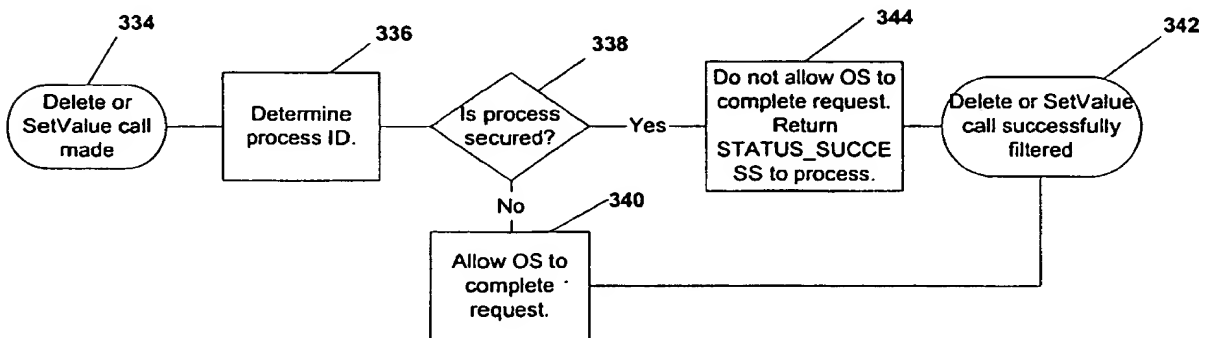 334
Delete or
SetValue call
made
336
Determine
process ID.
338
Is process
secured?
Yes
344
Do not allow OS to
complete request.
Return
STATUS_SUCCE
SS to process.
342
Delete or SetValue
call successfully
filtered
No
340
Allow OS to
complete
request.